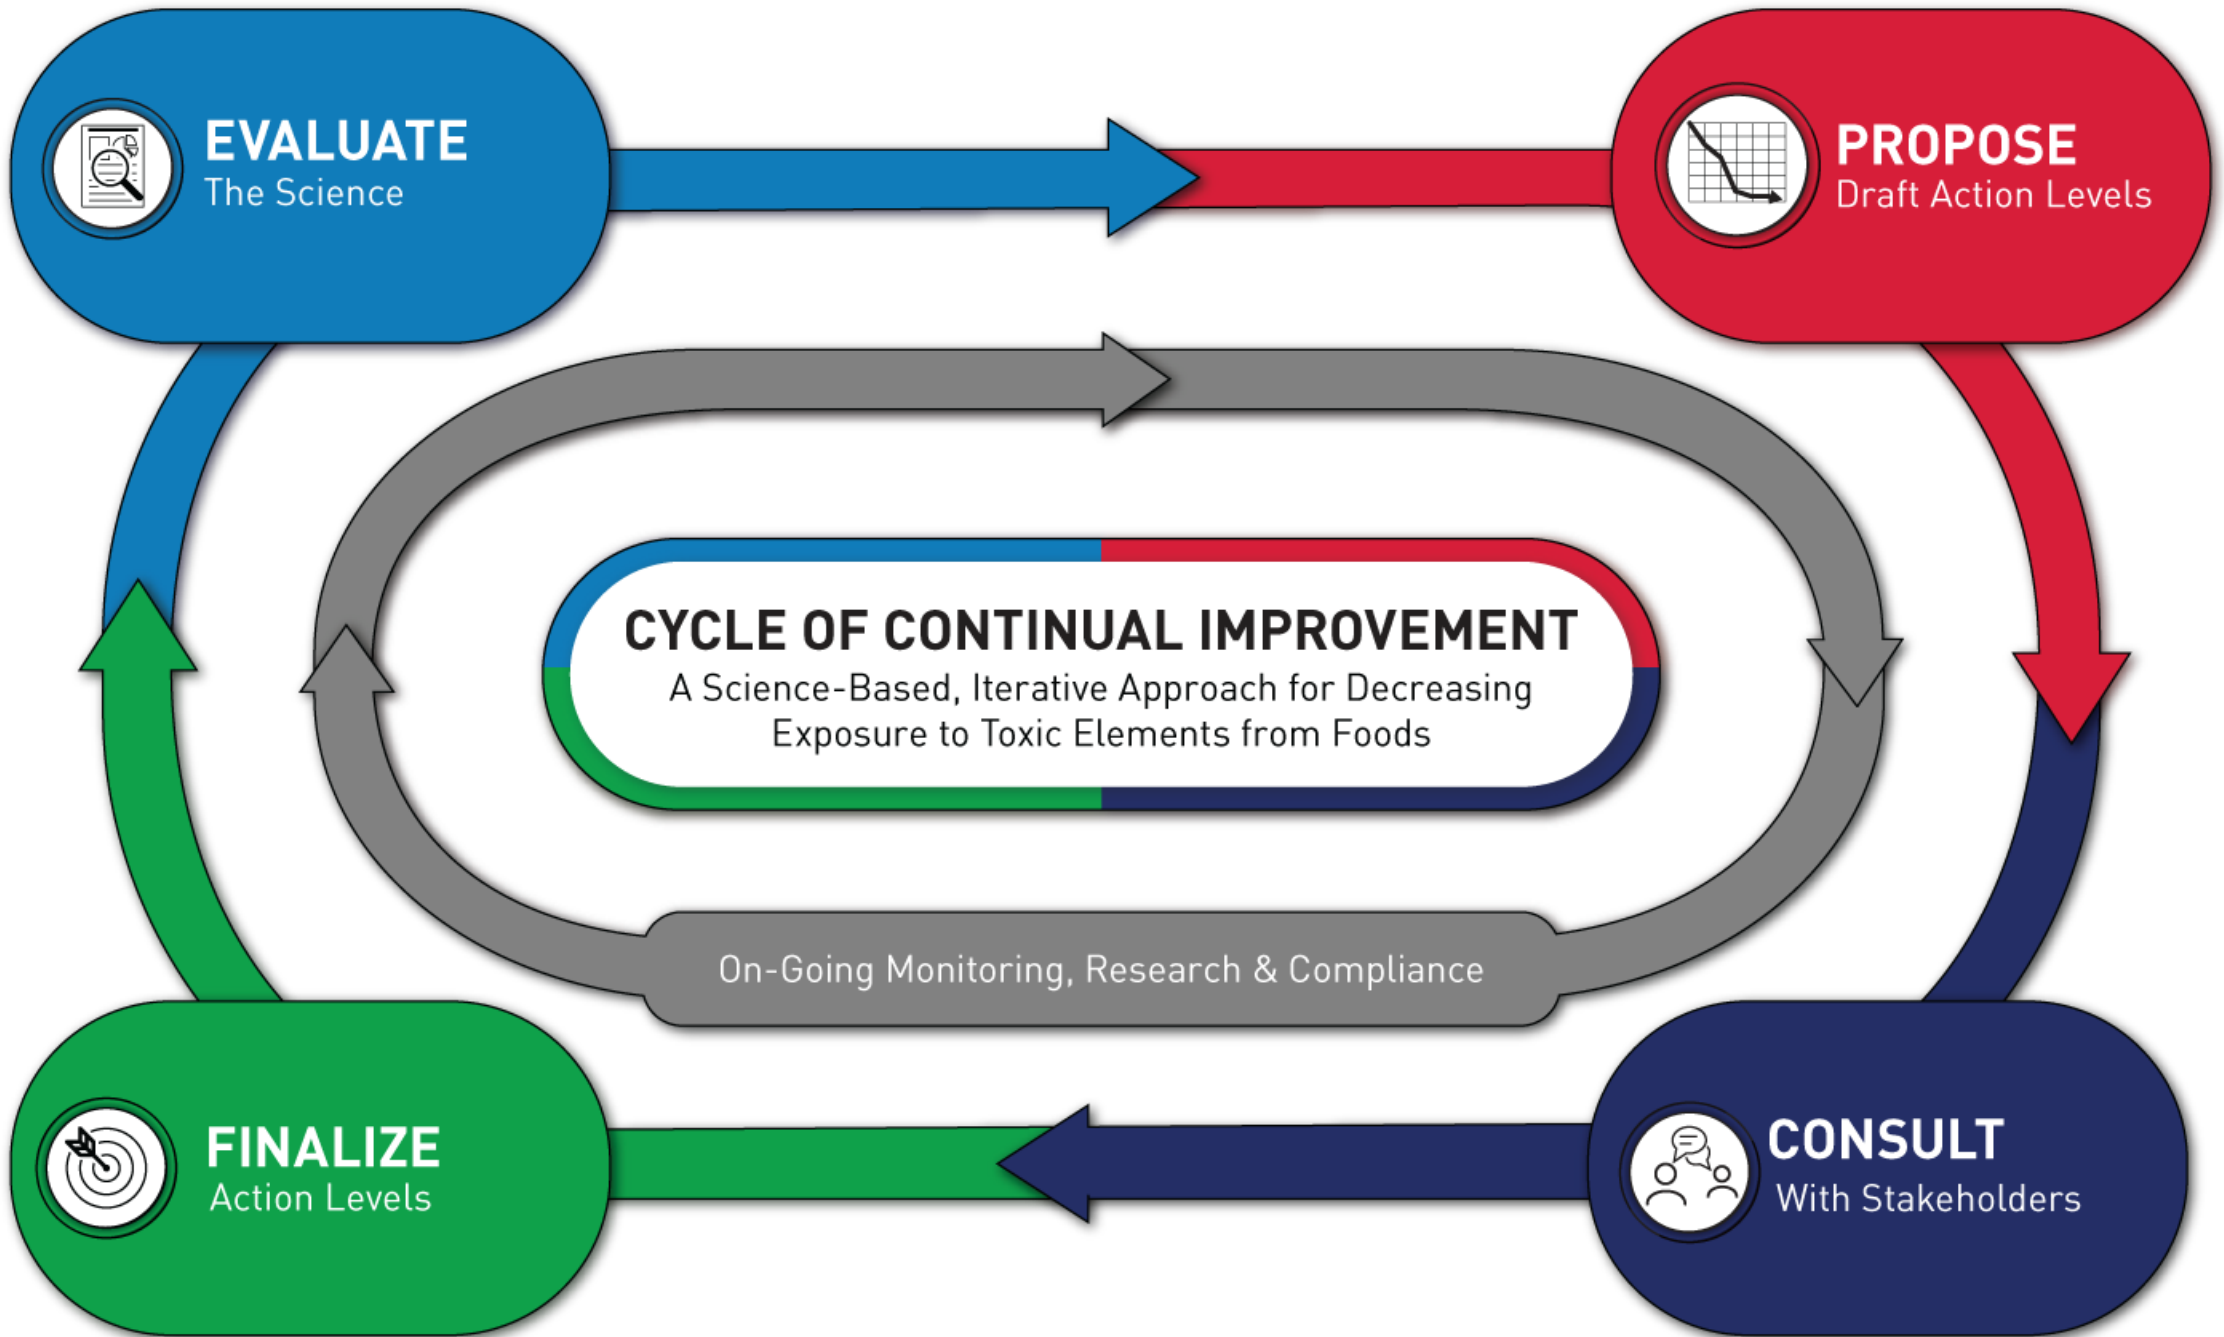 EVALUATE
The Science
PROPOSE
Draft Action Levels
CYCLE OF CONTINUAL IMPROVEMENT
A Science-Based, Iterative Approach for Decreasing
Exposure to Toxic Elements from Foods
On-Going Monitoring, Research & Compliance
FINALIZE
Action Levels
CONSULT
With Stakeholders